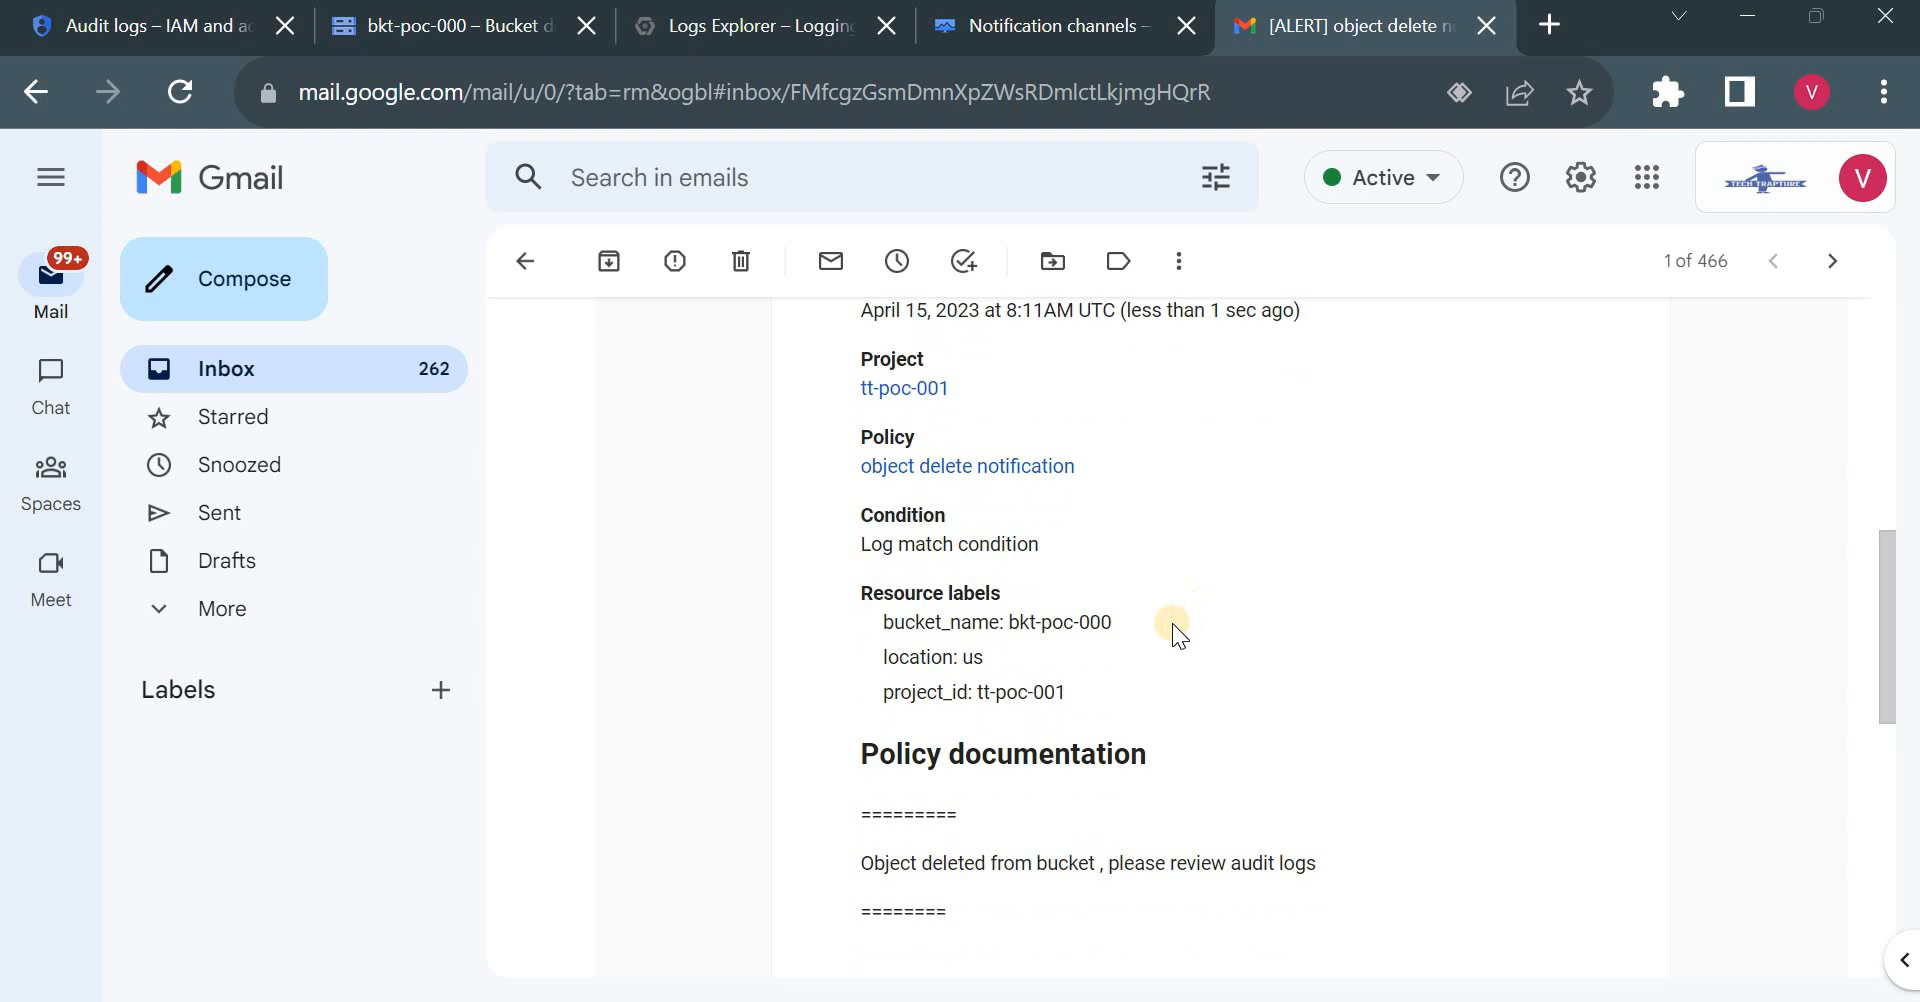 Audit logs – IAM and ac
bkt-poc-000 – Bucket d
Logs Explorer – Logging
Notification channels –
[ALERT] object delete n
mail.google.com/mail/u/0/?tab=rm&ogbl#inbox/FMfcgzGsmDmnXpZWsRDmlctLkjmgHQrR
V
Gmail
Search in emails
Active
TECH TRAPTURE
V
99+
Mail
Chat
Spaces
Meet
Compose
Inbox 262
Starred
Snoozed
Sent
Drafts
More
Labels
1 of 466
April 15, 2023 at 8:11AM UTC (less than 1 sec ago)
Project
tt-poc-001
Policy
object delete notification
Condition
Log match condition
Resource labels
bucket_name: bkt-poc-000
location: us
project_id: tt-poc-001
Policy documentation
=========
Object deleted from bucket , please review audit logs
========